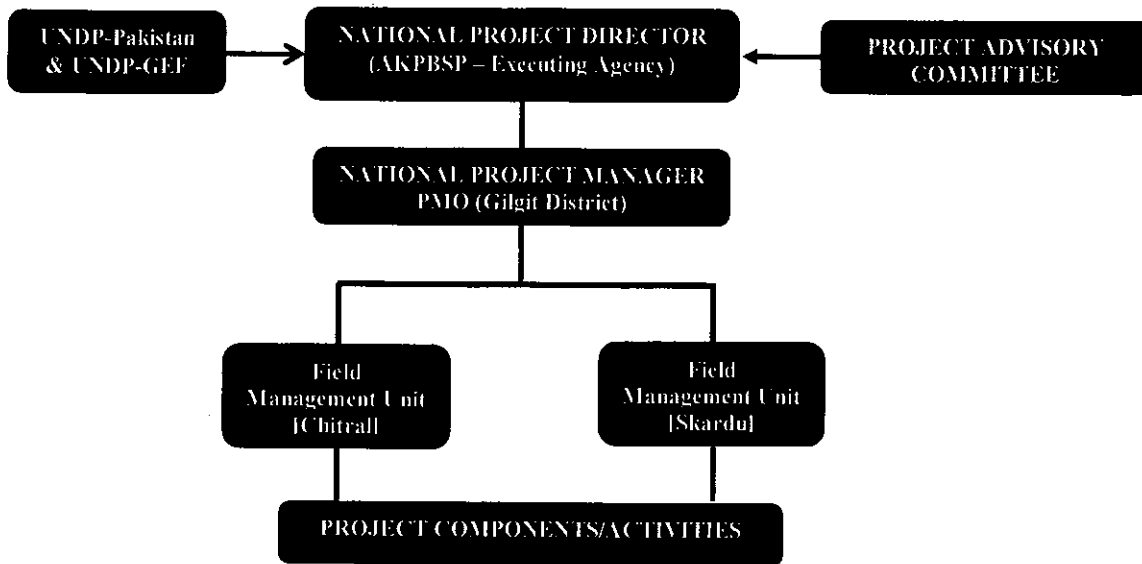 UNDP-Pakistan
& UNDP-GEF
NATIONAL PROJECT DIRECTOR
(AKPBSP – Executing Agency)
PROJECT ADVISORY
COMMITTEE
NATIONAL PROJECT MANAGER
PMO (Gilgit District)
Field
Management Unit
[Chitral]
Field
Management Unit
[Skardu]
PROJECT COMPONENTS/ACTIVITIES